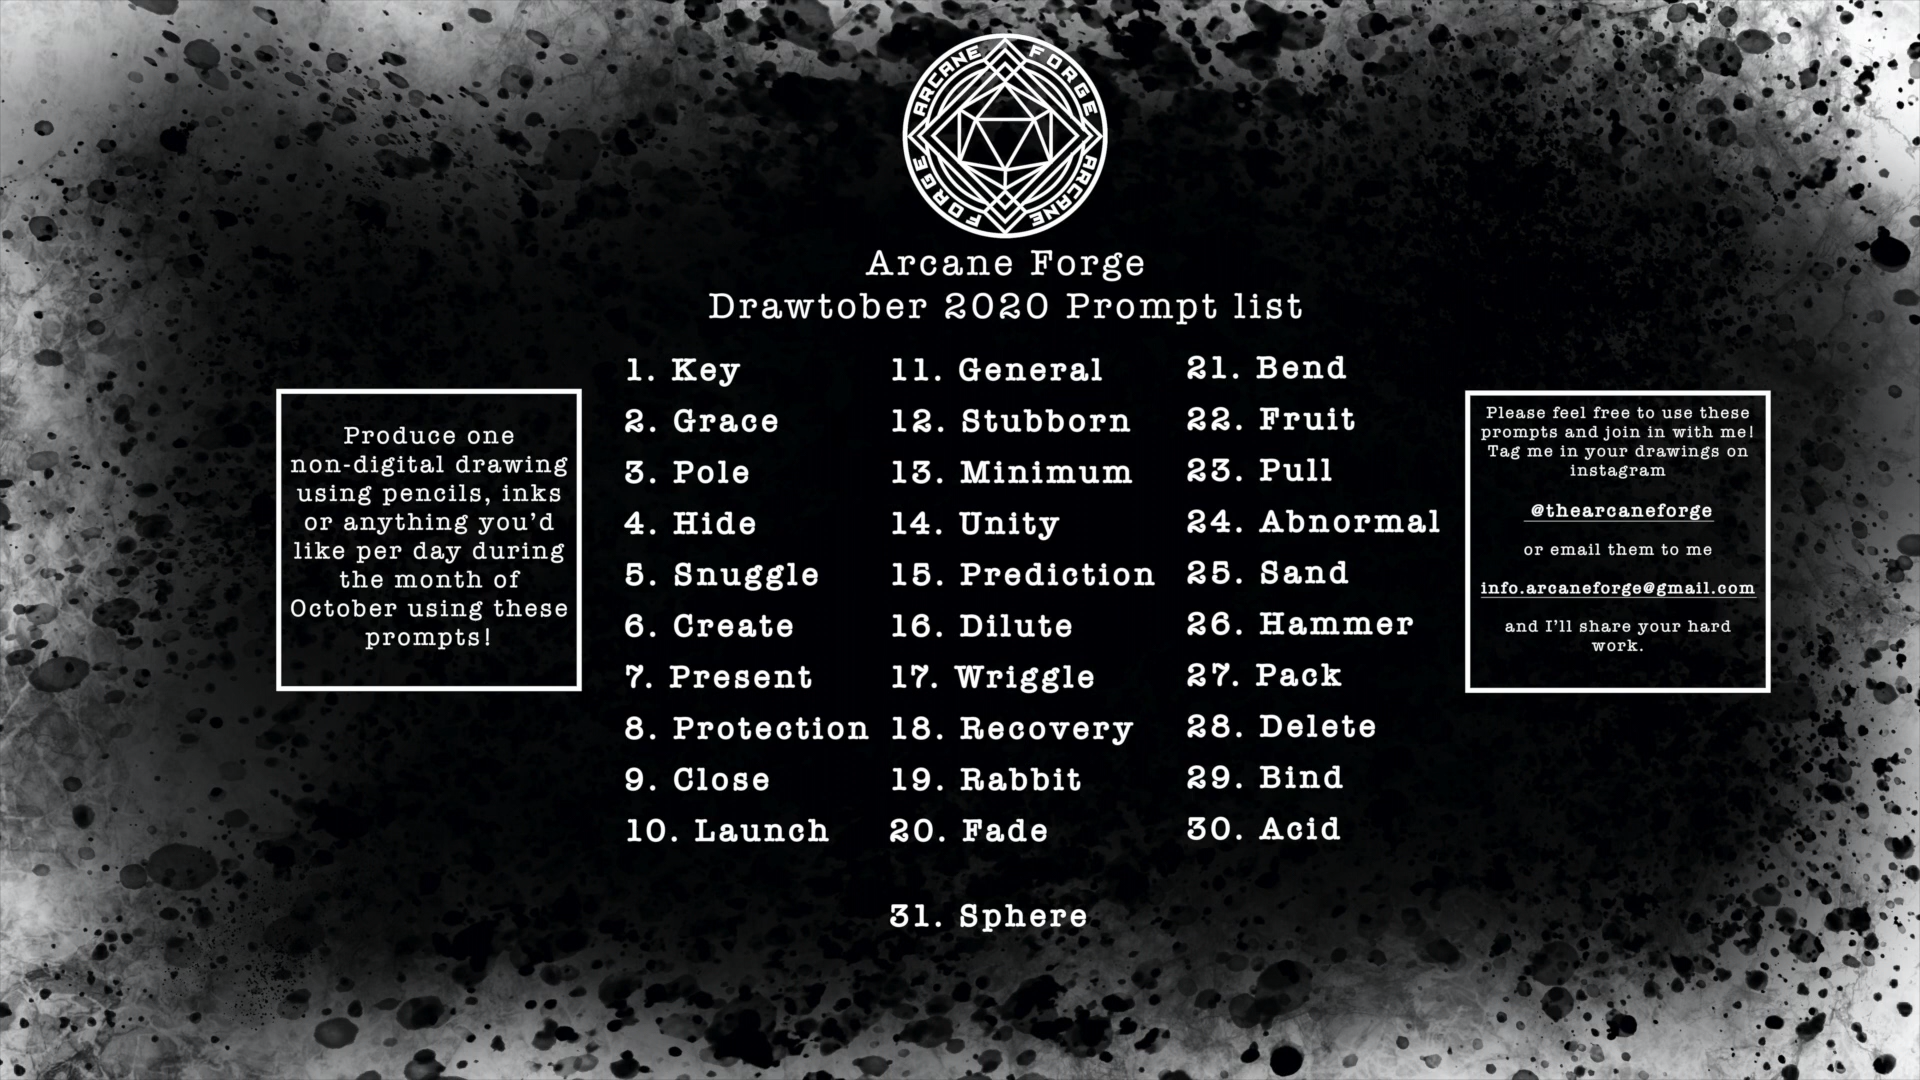 ARCANE FORGE ARCANE FORGE
Arcane Forge
Drawtober 2020 Prompt list
Produce one
non-digital drawing
using pencils, inks
or anything you’d
like per day during
the month of
October using these
prompts!
1. Key
2. Grace
3. Pole
4. Hide
5. Snuggle
6. Create
7. Present
8. Protection
9. Close
10. Launch
11. General
12. Stubborn
13. Minimum
14. Unity
15. Prediction
16. Dilute
17. Wriggle
18. Recovery
19. Rabbit
20. Fade
21. Bend
22. Fruit
23. Pull
24. Abnormal
25. Sand
26. Hammer
27. Pack
28. Delete
29. Bind
30. Acid
31. Sphere
Please feel free to use these
prompts and join in with me!
Tag me in your drawings on
instagram
@thearcaneforge
or email them to me
info.arcaneforge@gmail.com
and I’ll share your hard
work.